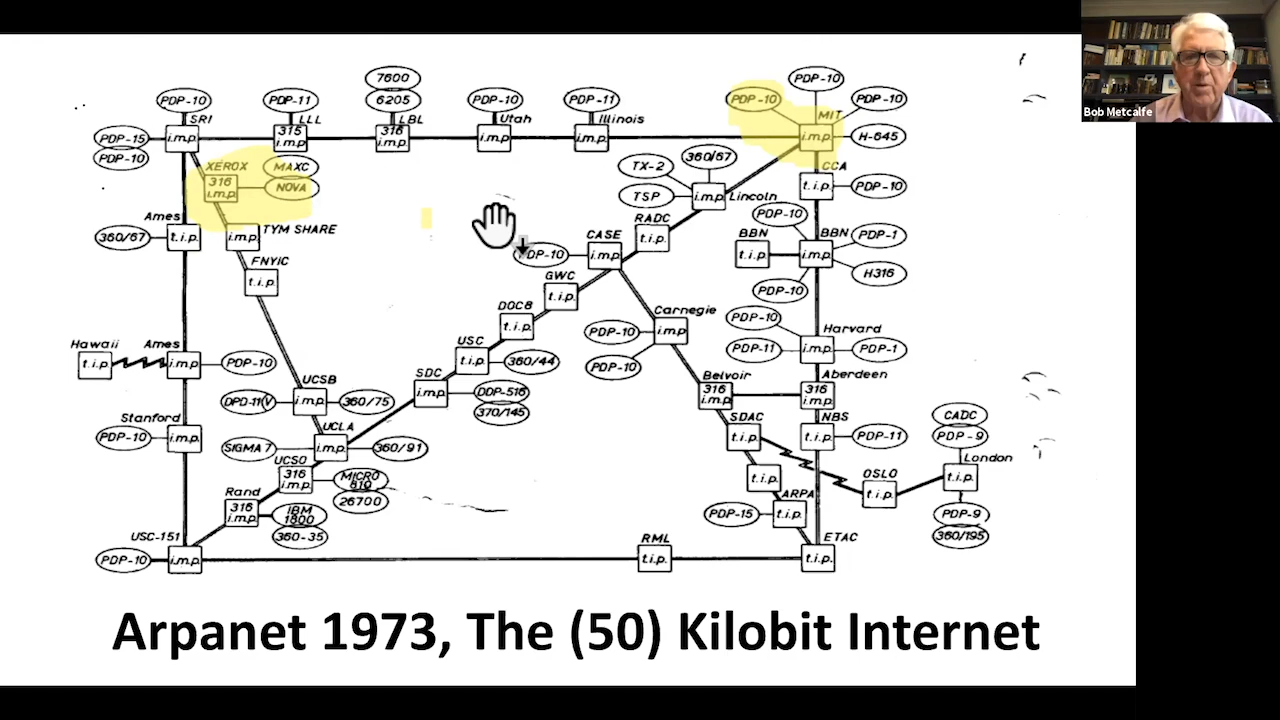 7600
PDP-10
PDP-10
PDP-11
6205
PDP-10
PDP-11
PDP-10
PDP-10
SRI
LLL
LBL
Utah
Illinois
MIT
Bob Metcalfe
PDP-15
i.m.p.
315
i.m.p.
316
i.m.p.
i.m.p.
i.m.p.
i.m.p.
H-645
PDP-10
XEROX
MAXC
TX-2
360/67
CCA
316
i.m.p.
NOVA
TSP
i.m.p.
Lincoln
t.i.p.
PDP-10
Ames
RADC
PDP-10
360/67
t.i.p.
i.m.p.
TYM SHARE
CASE
t.i.p.
BBN
BBN
PDP-1
FNYIC
PDP-10
i.m.p.
t.i.p.
i.m.p.
H316
t.i.p.
GWC
t.i.p.
PDP-10
DOCB
Carnegie
PDP-10
t.i.p.
PDP-10
i.m.p.
Harvard
Hawaii
Ames
USC
PDP-11
i.m.p.
PDP-1
t.i.p.
i.m.p.
PDP-10
t.i.p.
360/44
PDP-10
UCSB
SDC
Belvoir
Aberdeen
i.m.p.
360/75
i.m.p.
DDP-516
316
i.m.p.
316
i.m.p.
Stanford
UCLA
370/145
SDAC
NBS
CADC
PDP-10
i.m.p.
SIGMA 7
i.m.p.
360/91
t.i.p.
t.i.p.
PDP-11
PDP-9
UCSD
London
316
i.m.p.
MICRO
810
t.i.p.
OSLO
t.i.p.
Rand
26700
ARPA
t.i.p.
316
i.m.p.
IBM
1800
PDP-15
t.i.p.
PDP-9
USC-151
360-35
RML
ETAC
360/195
PDP-10
i.m.p.
t.i.p.
t.i.p.
Arpanet 1973, The (50) Kilobit Internet